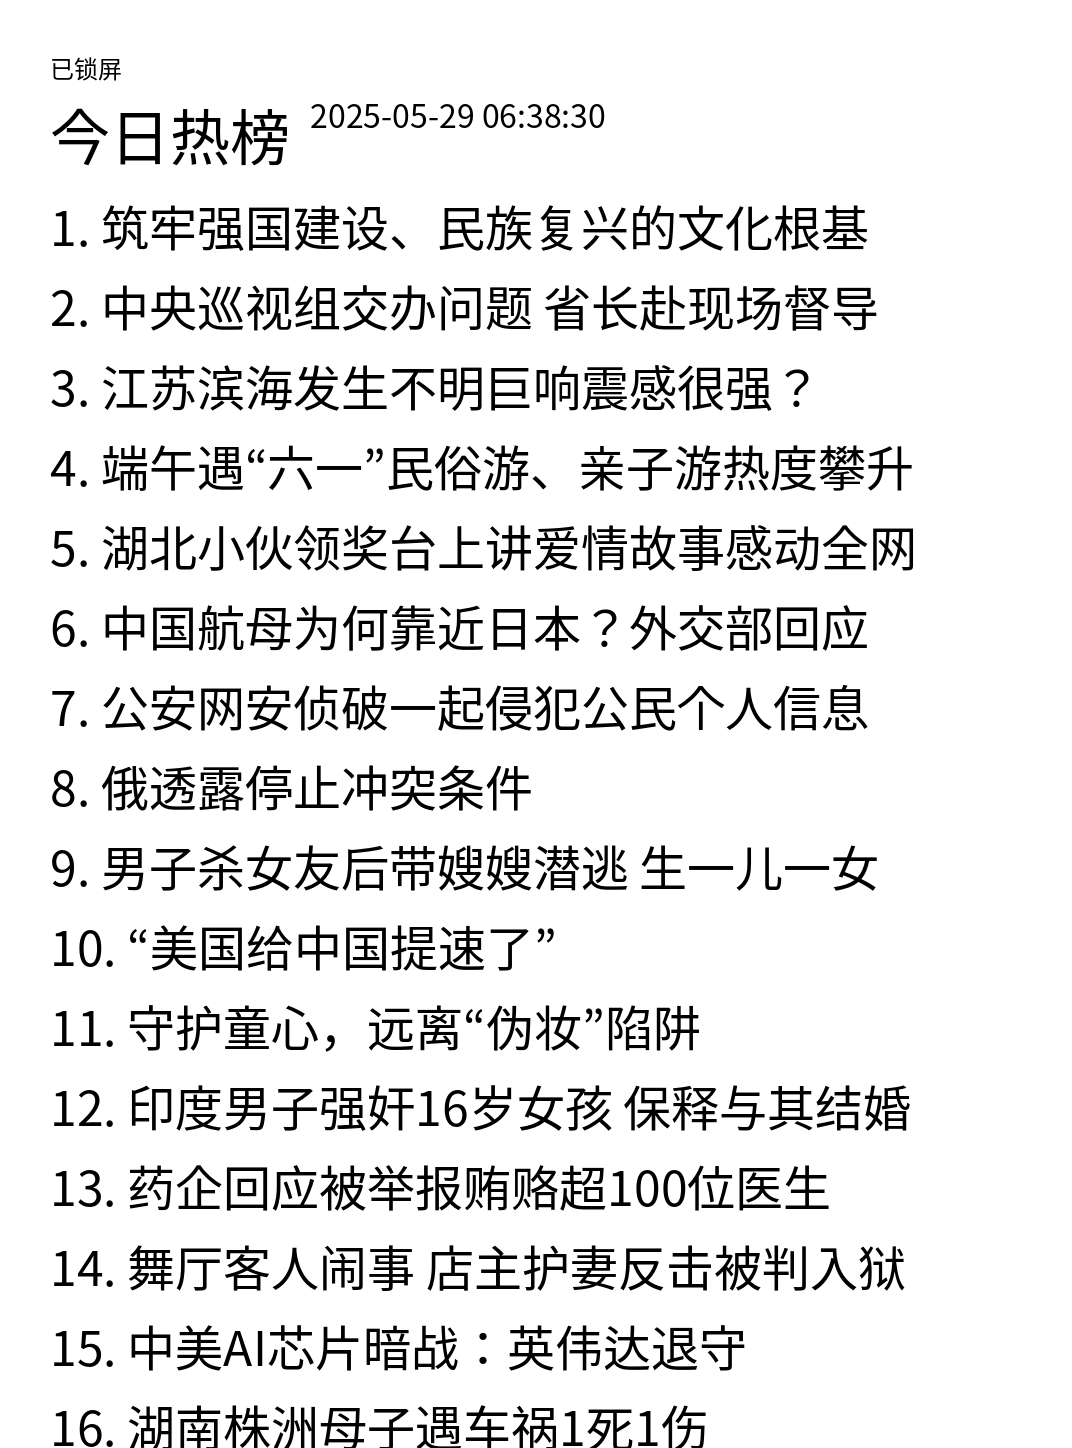 已锁屏
今日热榜 2025-05-29 06:38:30
1. 筑牢强国建设、民族复兴的文化根基
2. 中央巡视组交办问题 省长赴现场督导
3. 江苏滨海发生不明巨响震感很强？
4. 端午遇“六一”民俗游、亲子游热度攀升
5. 湖北小伙领奖台上讲爱情故事感动全网
6. 中国航母为何靠近日本？外交部回应
7. 公安网安侦破一起侵犯公民个人信息
8. 俄透露停止冲突条件
9. 男子杀女友后带嫂嫂潜逃 生一儿一女
10. “美国给中国提速了”
11. 守护童心，远离“伪妆”陷阱
12. 印度男子强奸16岁女孩 保释与其结婚
13. 药企回应被举报贿赂超100位医生
14. 舞厅客人闹事 店主护妻反击被判入狱
15. 中美AI芯片暗战：英伟达退守
16. 湖南株洲母子遇车祸1死1伤